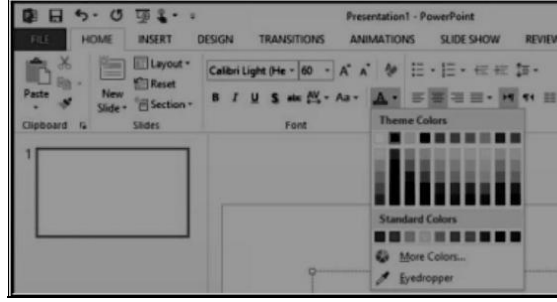 Presentation1 - PowerPoint
FILE HOME INSERT DESIGN TRANSITIONS ANIMATIONS SLIDE SHOW REVIEW
Paste
New Slide
Layout
Reset
Section
Calibri Light (He 60 A A
B I U S abc AV Aa A
Clipboard Slides Font
Theme Colors
Standard Colors
More Colors...
Eyedropper
1